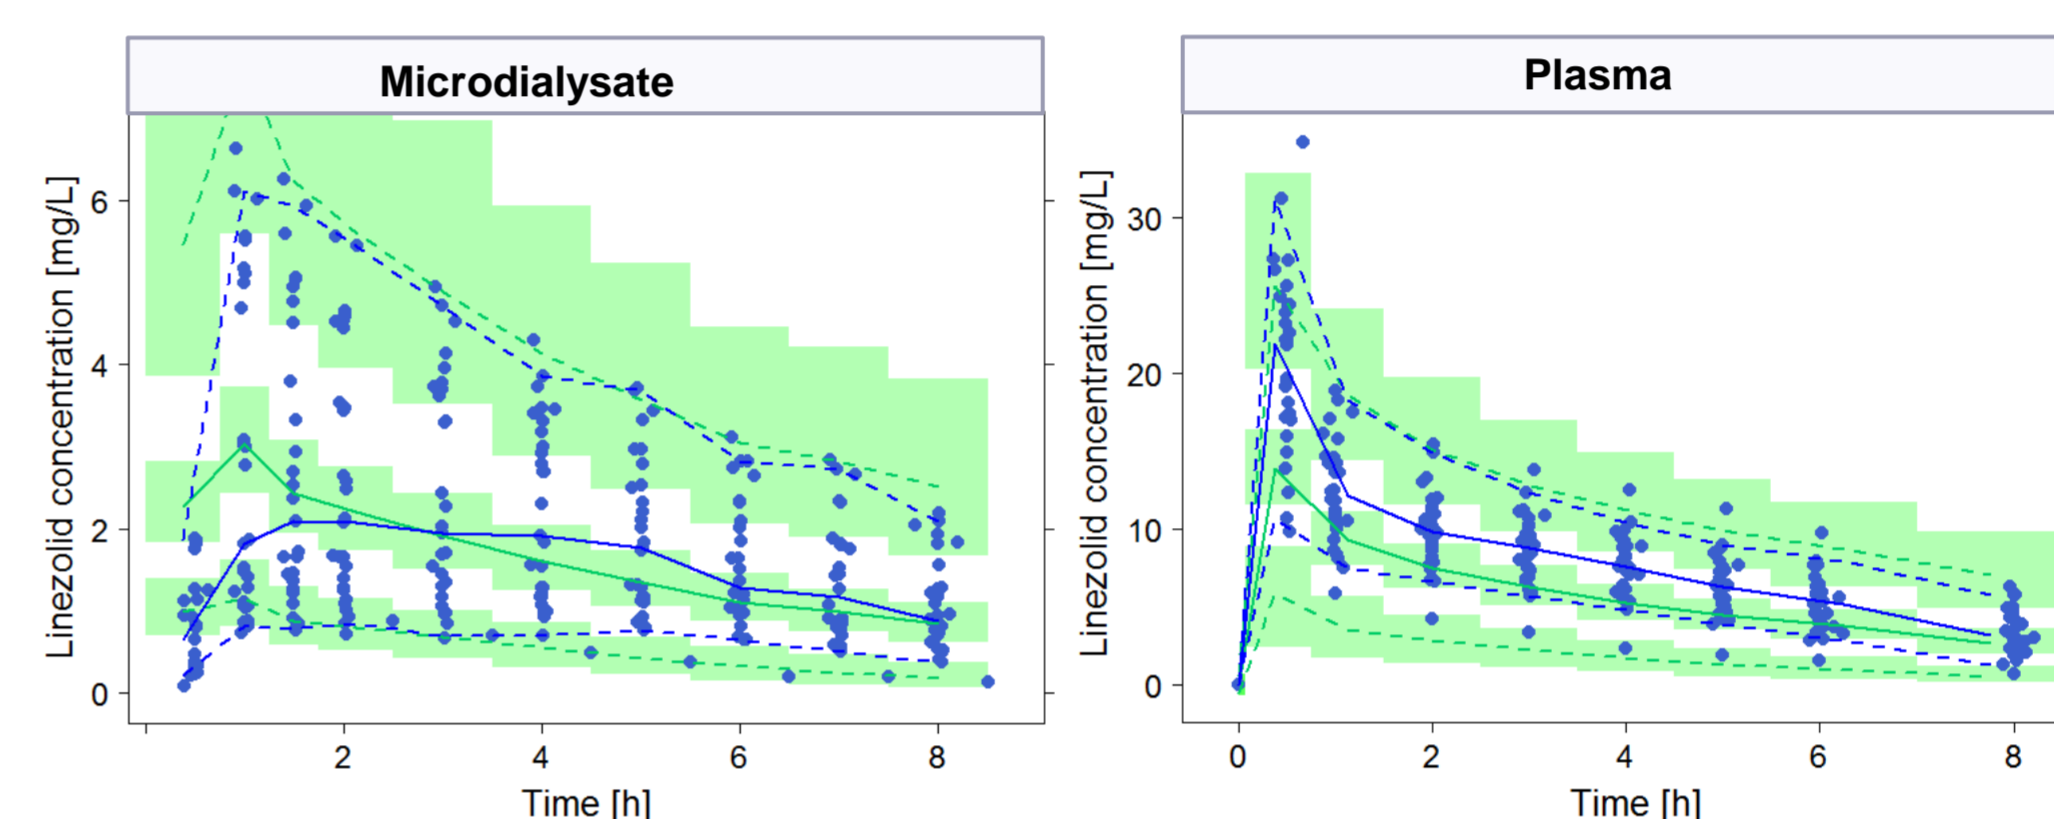 Microdialysate
Linezolid concentration [mg/L]
6
4
2
0
2 4 6 8
Time [h]
Plasma
Linezolid concentration [mg/L]
30
20
10
0
0 2 4 6 8
Time [h]